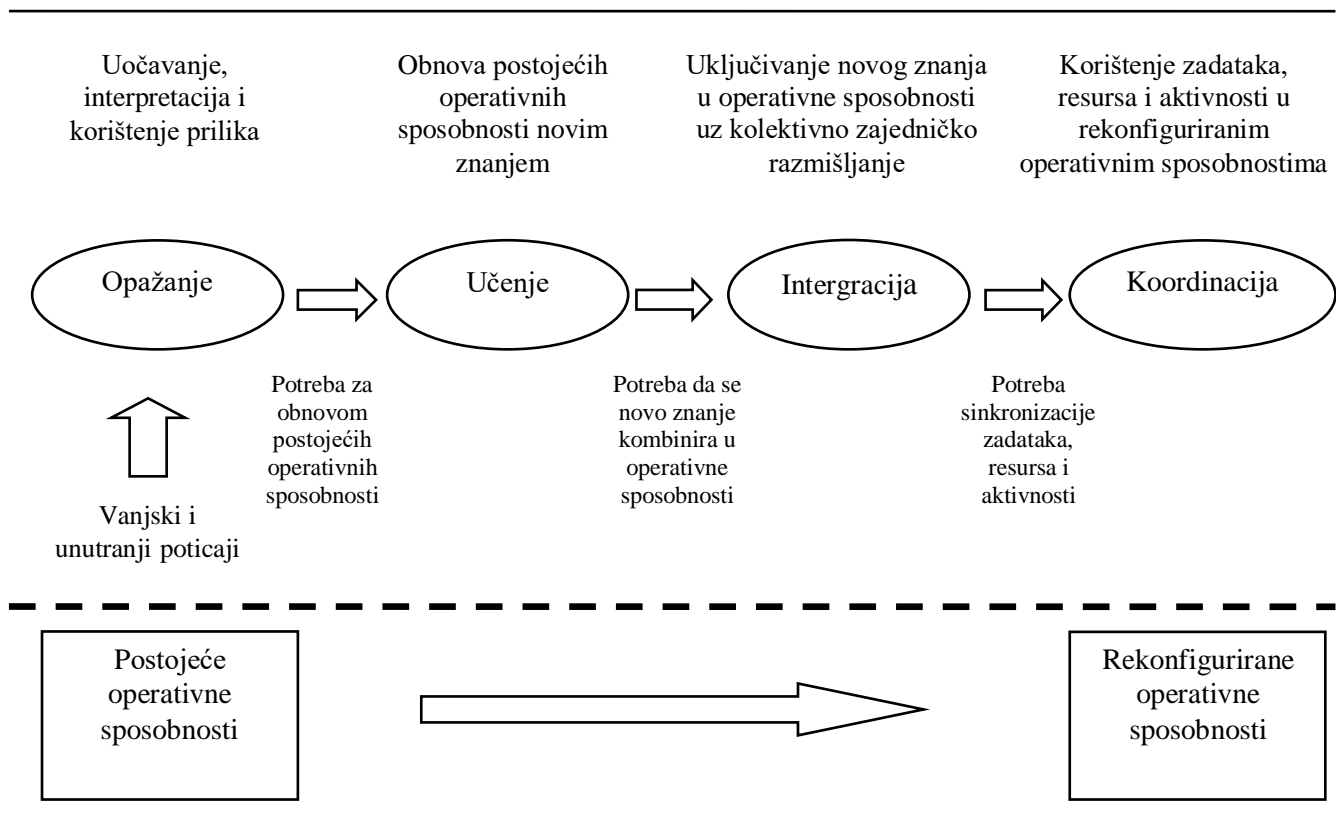 Uočavanje,
interpretacija i
korištenje prilika
Obnova postojećih
operativnih
sposobnosti novim
znanjem
Uključivanje novog znanja
u operativne sposobnosti
uz kolektivno zajedničko
razmišljanje
Korištenje zadataka,
resursa i aktivnosti u
rekonfiguriranim
operativnim sposobnostima
Opažanje
Učenje
Intergracija
Koordinacija
Potreba za
obnovom
postojećih
operativnih
sposobnosti
Potreba da se
novo znanje
kombinira u
operativne
sposobnosti
Potreba
sinkronizacije
zadataka,
resursa i
aktivnosti
Vanjski i
unutranji poticaji
Postojeće
operativne
sposobnosti
Rekonfigurirane
operativne
sposobnosti